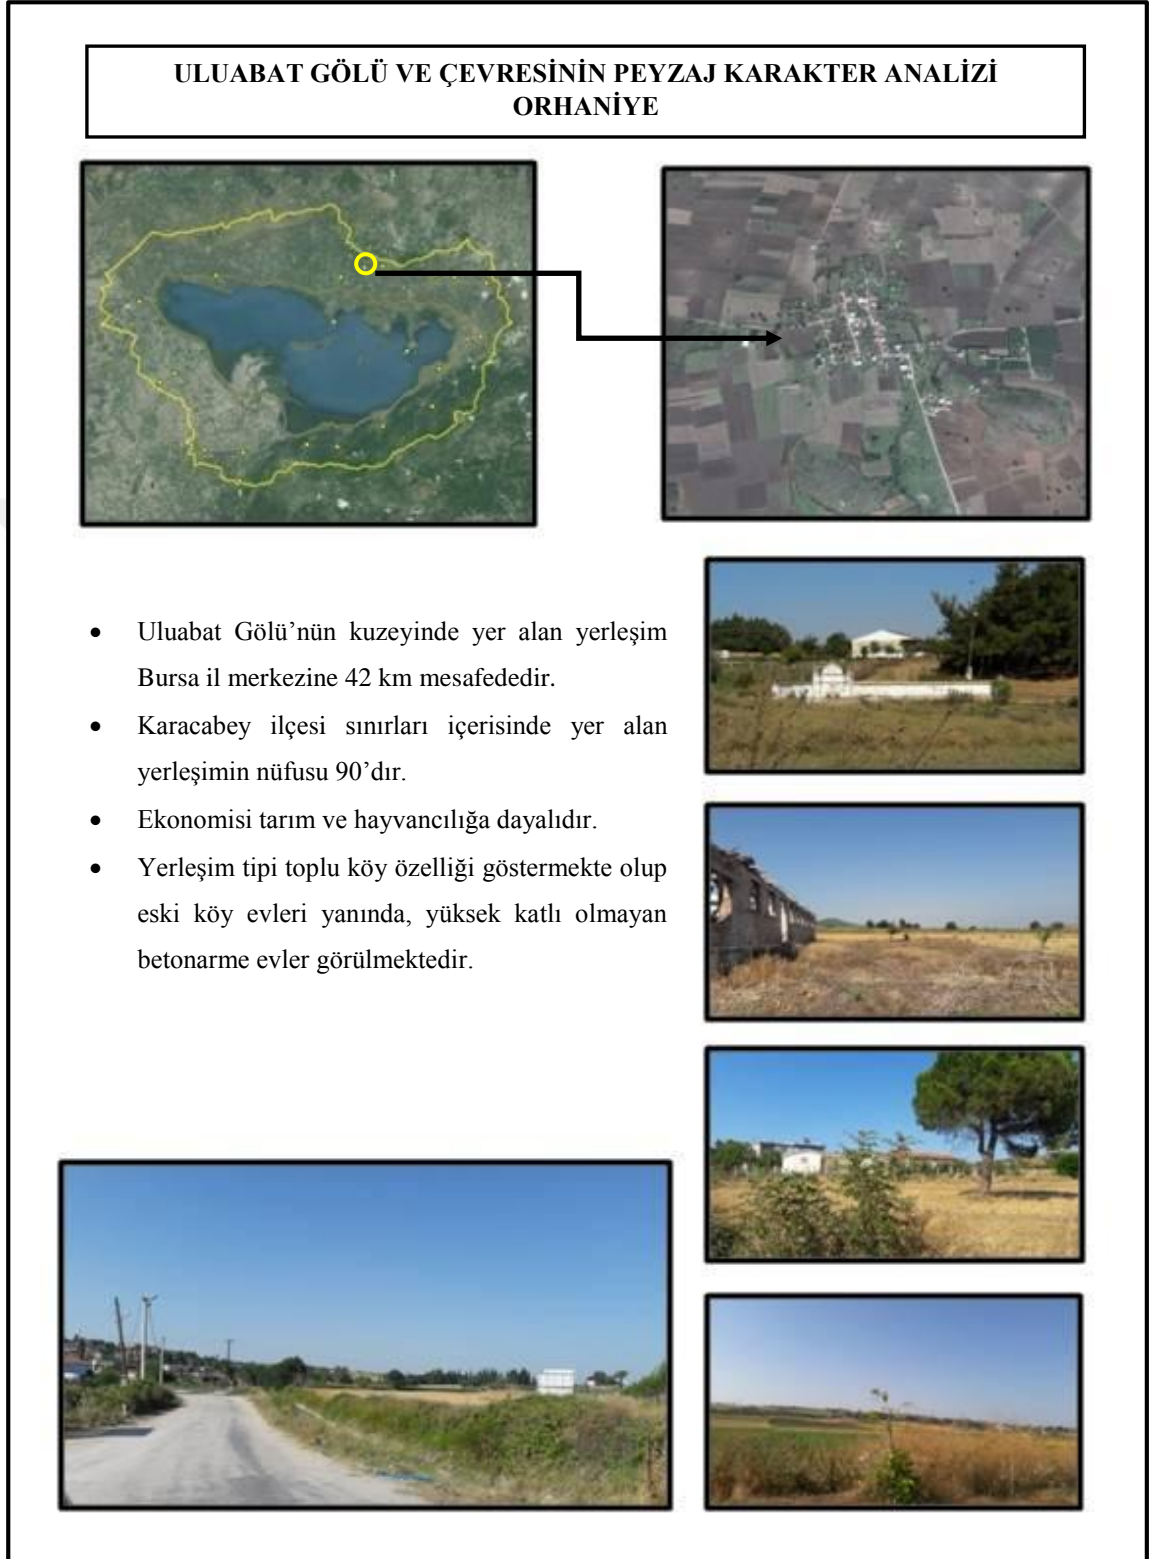 ULUABAT GÖLÜ VE ÇEVRESİNİN PEYZAJ KARAKTER ANALİZİ
ORHANİYE
• Uluabat Gölü’nün kuzeyinde yer alan yerleşim
Bursa il merkezine 42 km mesafededir.
• Karacabey ilçesi sınırları içerisinde yer alan
yerleşimin nüfusu 90’dır.
• Ekonomisi tarım ve hayvancılığa dayalıdır.
• Yerleşim tipi toplu köy özelliği göstermekte olup
eski köy evleri yanında, yüksek katlı olmayan
betonarme evler görülmektedir.